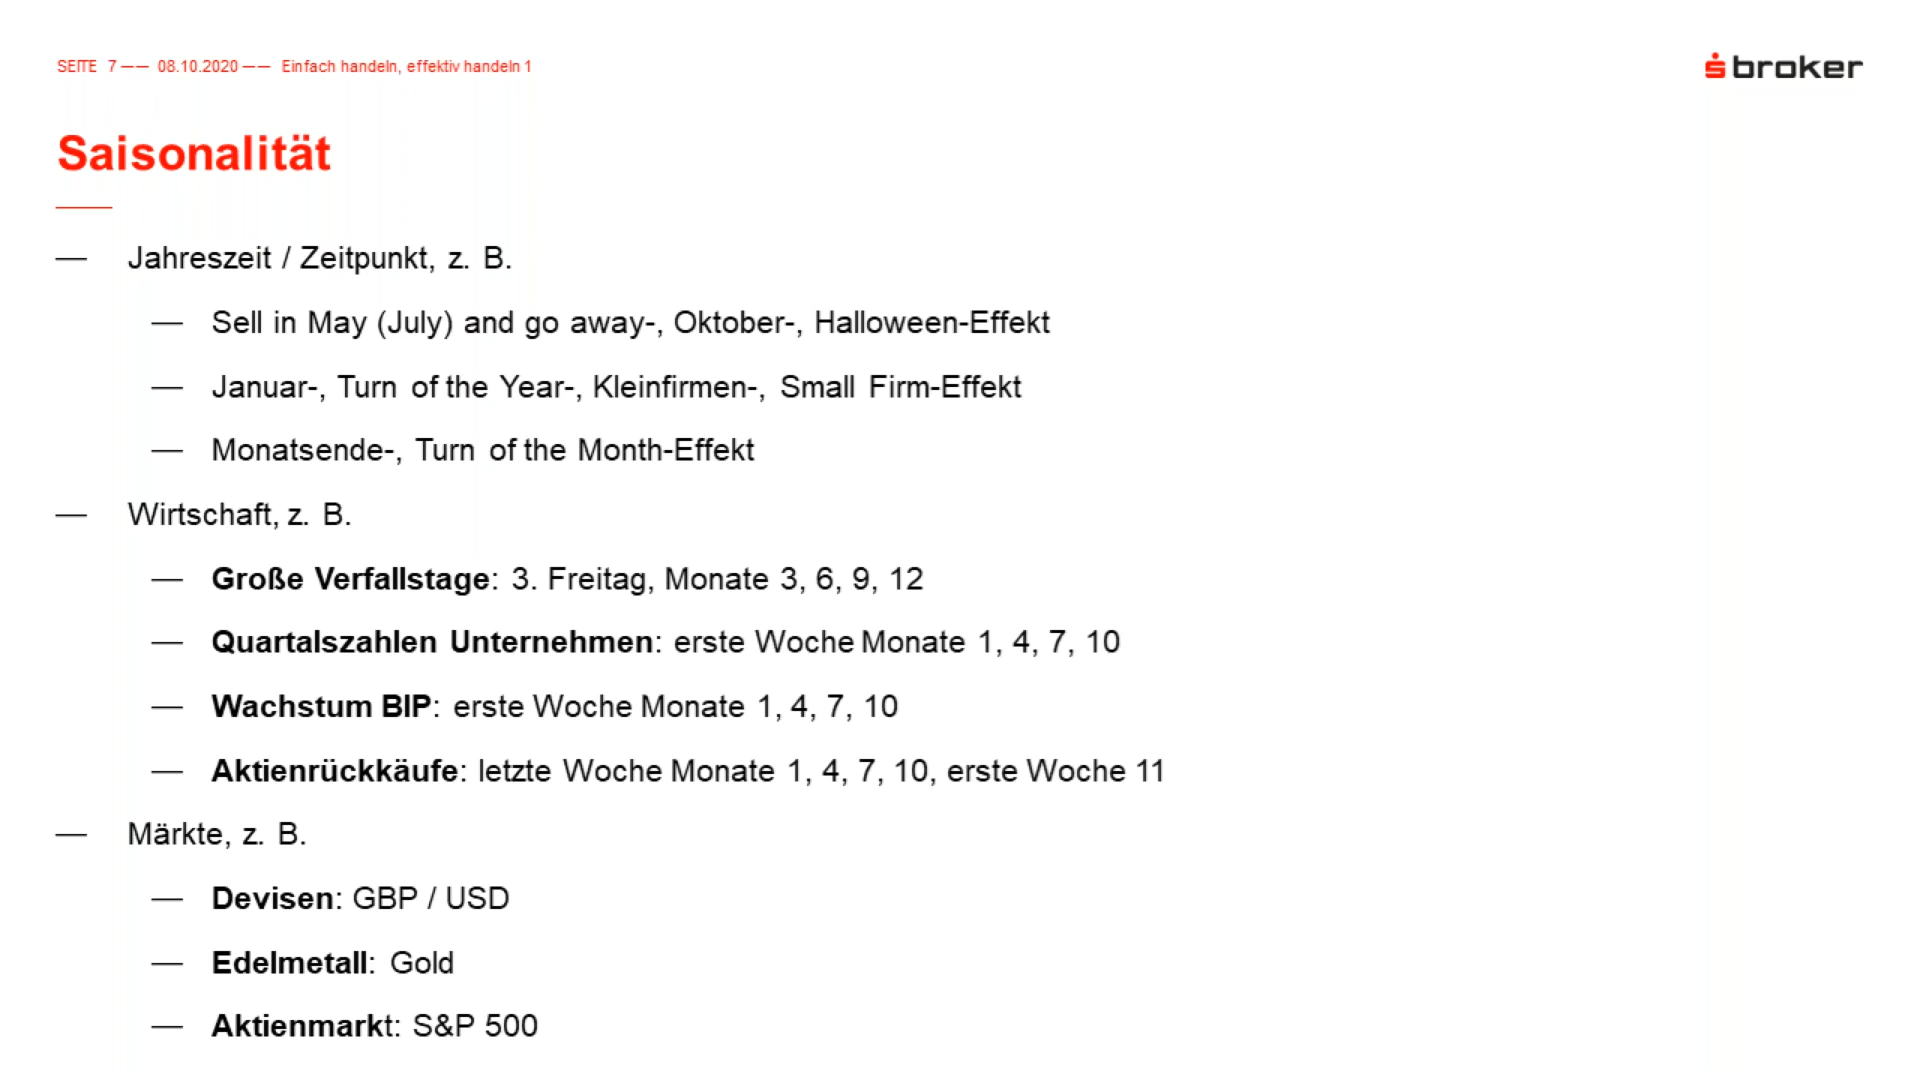 SEITE 7 —— 08.10.2020 —— Einfach handeln, effektiv handeln 1
broker
Saisonalität
— Jahreszeit / Zeitpunkt, z. B.
— Sell in May (July) and go away-, Oktober-, Halloween-Effekt
— Januar-, Turn of the Year-, Kleinfirmen-, Small Firm-Effekt
— Monatsende-, Turn of the Month-Effekt
— Wirtschaft, z. B.
— Große Verfallstage: 3. Freitag, Monate 3, 6, 9, 12
— Quartalszahlen Unternehmen: erste Woche Monate 1, 4, 7, 10
— Wachstum BIP: erste Woche Monate 1, 4, 7, 10
— Aktienrückkäufe: letzte Woche Monate 1, 4, 7, 10, erste Woche 11
— Märkte, z. B.
— Devisen: GBP / USD
— Edelmetall: Gold
— Aktienmarkt: S&P 500